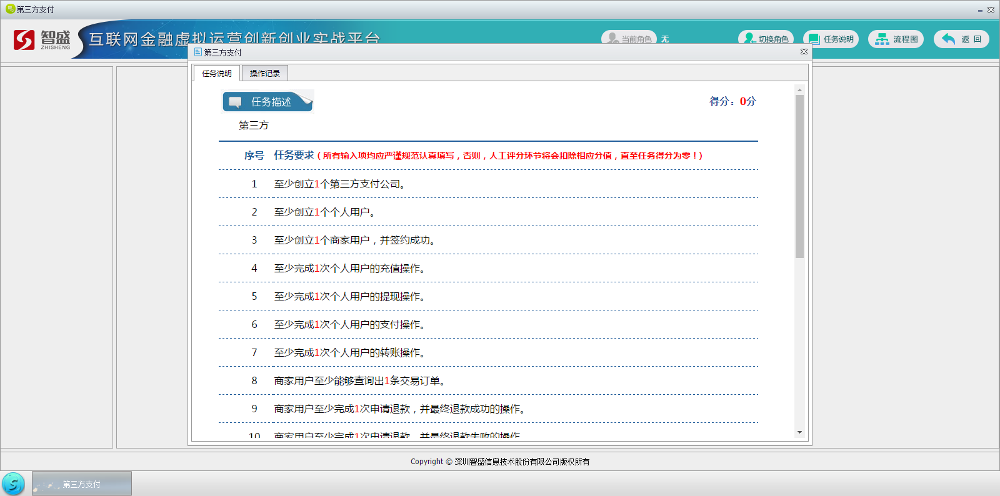 第三方支付
智盛
ZHISHENG
互联网金融虚拟运营创新创业实战平台
当前角色 无 切换角色 任务说明 流程图 返 回
第三方支付
任务说明 操作记录
任务描述
得分：0分
第三方
序号 任务要求（所有输入项均应严谨规范认真填写，否则，人工评分环节将会扣除相应分值，直至任务得分为零！）
1 至少创立1个第三方支付公司。
2 至少创立1个个人用户。
3 至少创立1个商家用户，并签约成功。
4 至少完成1次个人用户的充值操作。
5 至少完成1次个人用户的提现操作。
6 至少完成1次个人用户的支付操作。
7 至少完成1次个人用户的转账操作。
8 商家用户至少能够查询出1条交易订单。
9 商家用户至少完成1次申请退款，并最终退款成功的操作。
10 商家用户至少完成1次申请退款，并最终退款失败的操作
Copyright © 深圳智盛信息技术股份有限公司版权所有
第三方支付